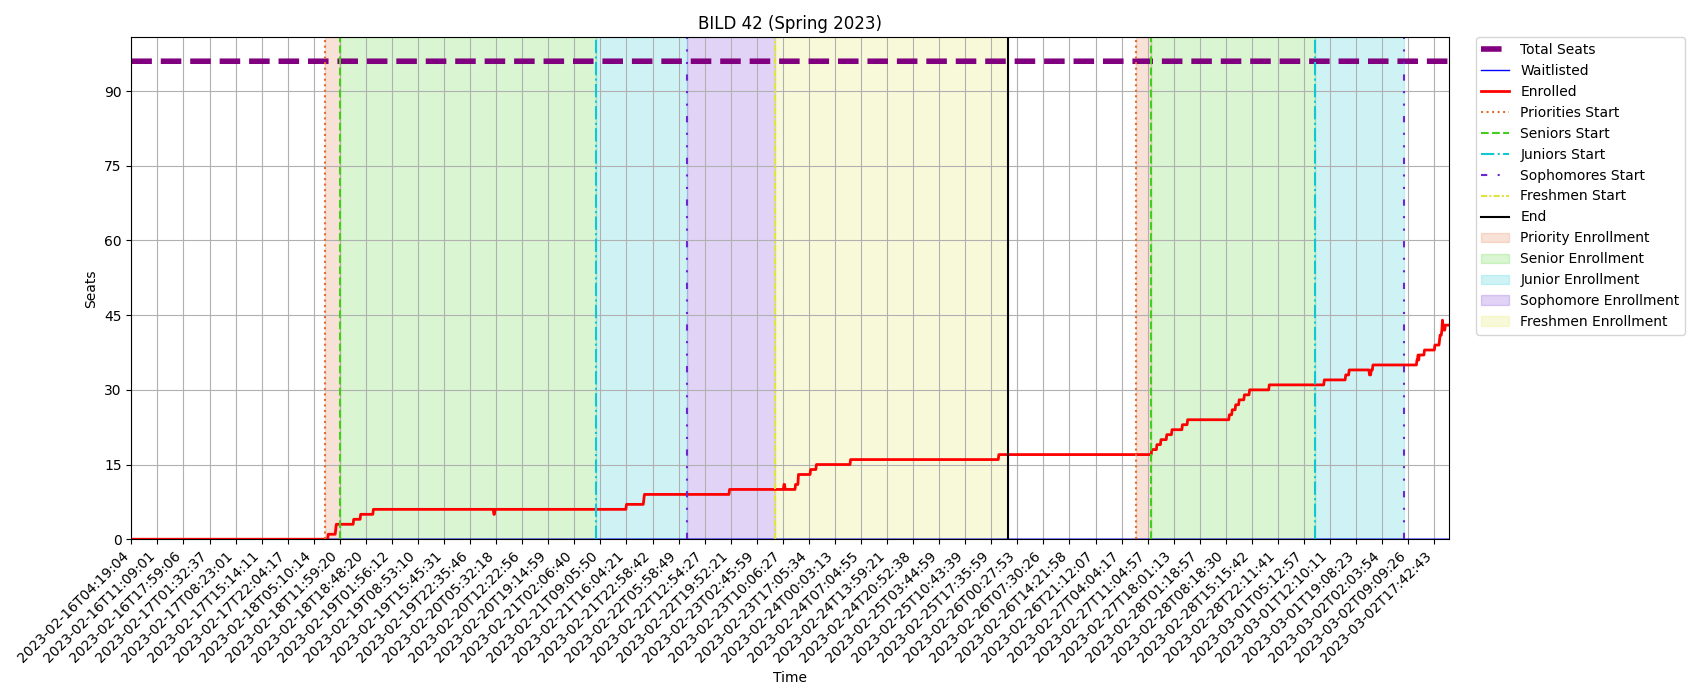 BILD 42 (Spring 2023)
Total Seats
Waitlisted
Enrolled
Priorities Start
Seniors Start
Juniors Start
Sophomores Start
Freshmen Start
End
Priority Enrollment
Senior Enrollment
Junior Enrollment
Sophomore Enrollment
Freshmen Enrollment
Seats
90
75
60
45
30
15
0
2023-02-16T04:19:04
2023-02-16T11:09:01
2023-02-16T17:59:06
2023-02-17T01:32:37
2023-02-17T08:23:01
2023-02-17T15:14:11
2023-02-17T22:04:17
2023-02-18T05:10:14
2023-02-18T11:59:20
2023-02-18T18:48:20
2023-02-19T01:56:12
2023-02-19T08:53:10
2023-02-19T15:45:31
2023-02-19T22:35:46
2023-02-20T05:32:18
2023-02-20T12:22:56
2023-02-20T19:14:59
2023-02-21T02:06:40
2023-02-21T09:05:50
2023-02-21T16:04:21
2023-02-21T22:58:42
2023-02-22T05:58:49
2023-02-22T12:54:27
2023-02-22T19:52:21
2023-02-23T02:45:59
2023-02-23T10:06:27
2023-02-23T17:05:34
2023-02-24T00:03:13
2023-02-24T07:04:55
2023-02-24T13:59:21
2023-02-24T20:52:38
2023-02-25T03:44:59
2023-02-25T10:43:39
2023-02-25T17:35:59
2023-02-26T00:27:53
2023-02-26T07:30:26
2023-02-26T14:21:58
2023-02-26T21:12:07
2023-02-27T04:04:17
2023-02-27T11:04:57
2023-02-27T18:01:13
2023-02-28T01:18:57
2023-02-28T08:18:30
2023-02-28T15:15:42
2023-02-28T22:11:41
2023-03-01T05:12:57
2023-03-01T12:10:11
2023-03-01T19:08:23
2023-03-02T02:03:54
2023-03-02T09:09:26
2023-03-02T17:42:43
Time